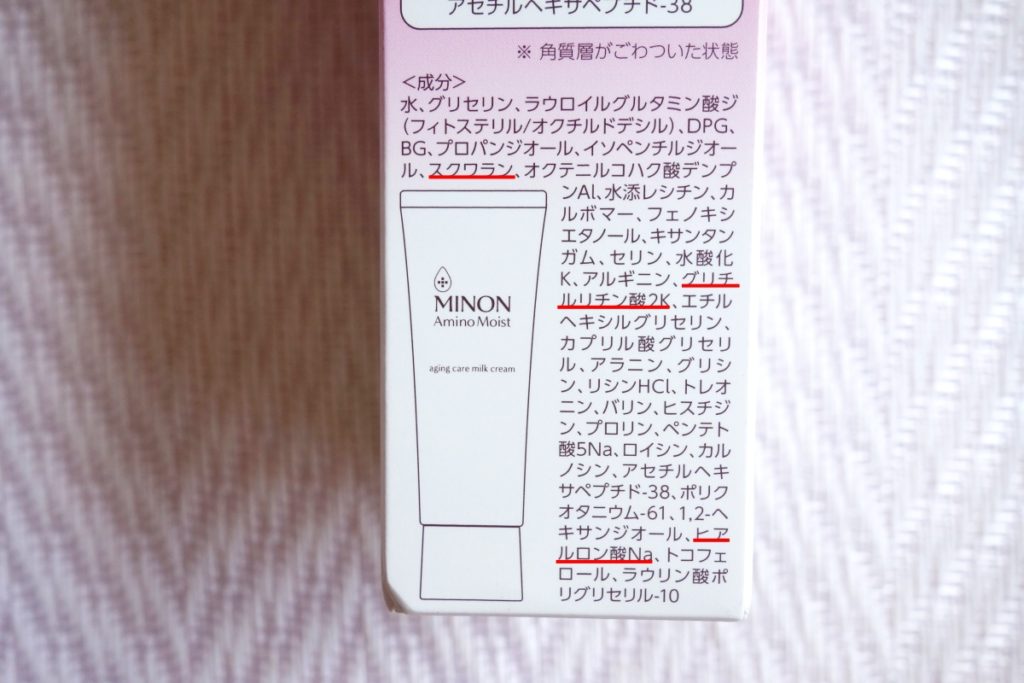 アセチルヘキサペプチド-38
※ 角質層がごわついた状態
＜成分＞
水、グリセリン、ラウロイルグルタミン酸ジ
（フィトステリル/オクチルドデシル）、DPG、
BG、プロパンジオール、イソペンチルジオー
ル、スクワラン、オクテニルコハク酸デンプ
ンAl、水添レシチン、カ
ルボマー、フェノキシ
エタノール、キサンタン
ガム、セリン、水酸化
K、アルギニン、グリチ
ルリチン酸2K、エチル
ヘキシルグリセリン、
カプリル酸グリセリ
ル、アラニン、グリシ
ン、リシンHCl、トレオ
ニン、バリン、ヒスチジ
ン、プロリン、ペンテト
酸5Na、ロイシン、カル
ノシン、アセチルヘキ
サペプチド-38、ポリク
オタニウム-61、1,2-ヘ
キサンジオール、ヒア
ルロン酸Na、トコフェ
ロール、ラウリン酸ポ
リグリセリル-10
MINON
Amino Moist
aging care milk cream